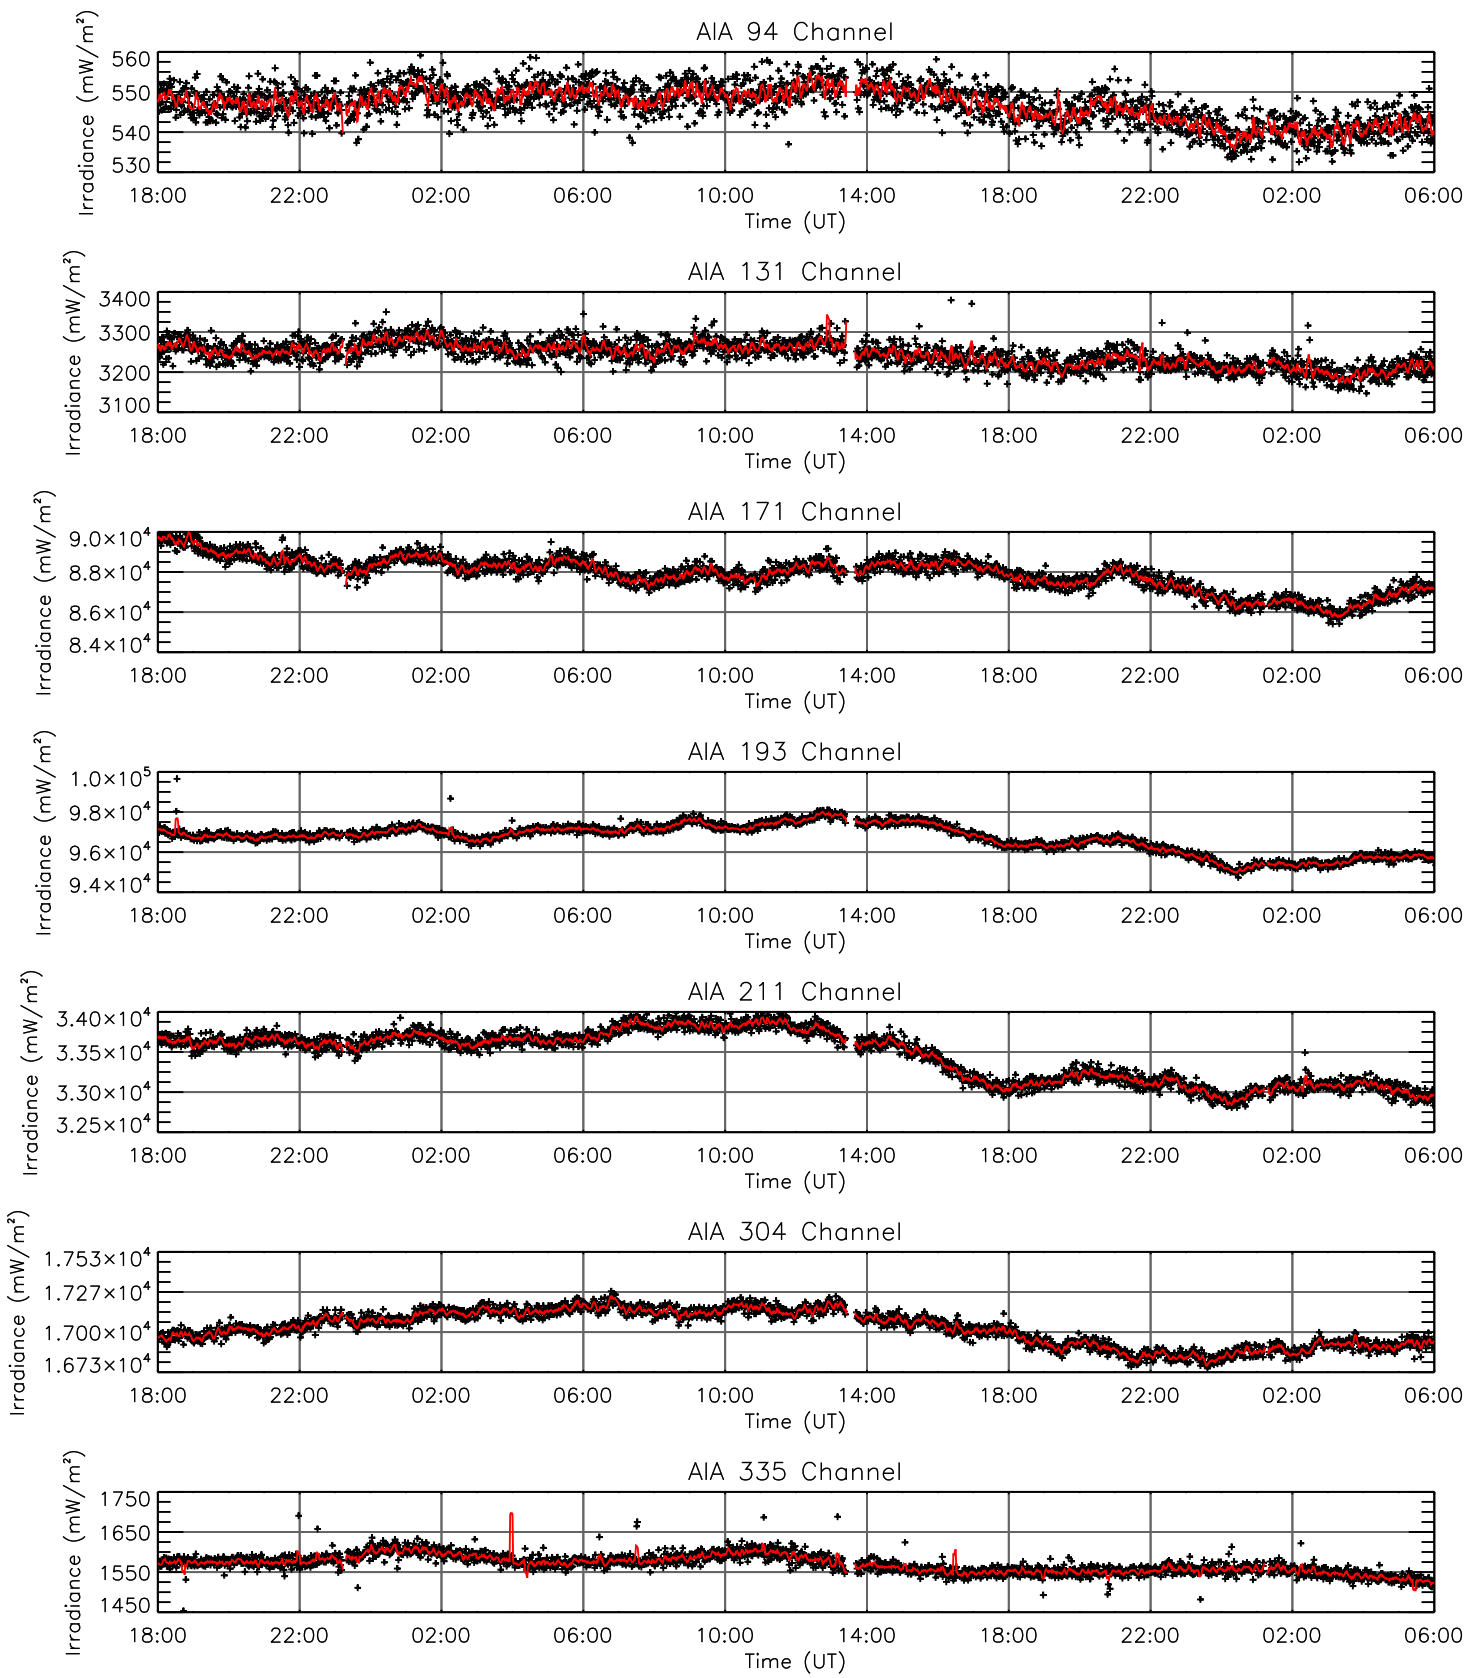 AIA 94 Channel
Irradiance (mW/m²)
560
550
540
530
18:00 22:00 02:00 06:00 10:00 14:00 18:00 22:00 02:00 06:00
Time (UT)
AIA 131 Channel
Irradiance (mW/m²)
3400
3300
3200
3100
18:00 22:00 02:00 06:00 10:00 14:00 18:00 22:00 02:00 06:00
Time (UT)
AIA 171 Channel
Irradiance (mW/m²)
9.0×10⁴
8.8×10⁴
8.6×10⁴
8.4×10⁴
18:00 22:00 02:00 06:00 10:00 14:00 18:00 22:00 02:00 06:00
Time (UT)
AIA 193 Channel
Irradiance (mW/m²)
1.0×10⁵
9.8×10⁴
9.6×10⁴
9.4×10⁴
18:00 22:00 02:00 06:00 10:00 14:00 18:00 22:00 02:00 06:00
Time (UT)
AIA 211 Channel
Irradiance (mW/m²)
3.40×10⁴
3.35×10⁴
3.30×10⁴
3.25×10⁴
18:00 22:00 02:00 06:00 10:00 14:00 18:00 22:00 02:00 06:00
Time (UT)
AIA 304 Channel
Irradiance (mW/m²)
1.753×10⁴
1.727×10⁴
1.700×10⁴
1.673×10⁴
18:00 22:00 02:00 06:00 10:00 14:00 18:00 22:00 02:00 06:00
Time (UT)
AIA 335 Channel
Irradiance (mW/m²)
1750
1650
1550
1450
18:00 22:00 02:00 06:00 10:00 14:00 18:00 22:00 02:00 06:00
Time (UT)